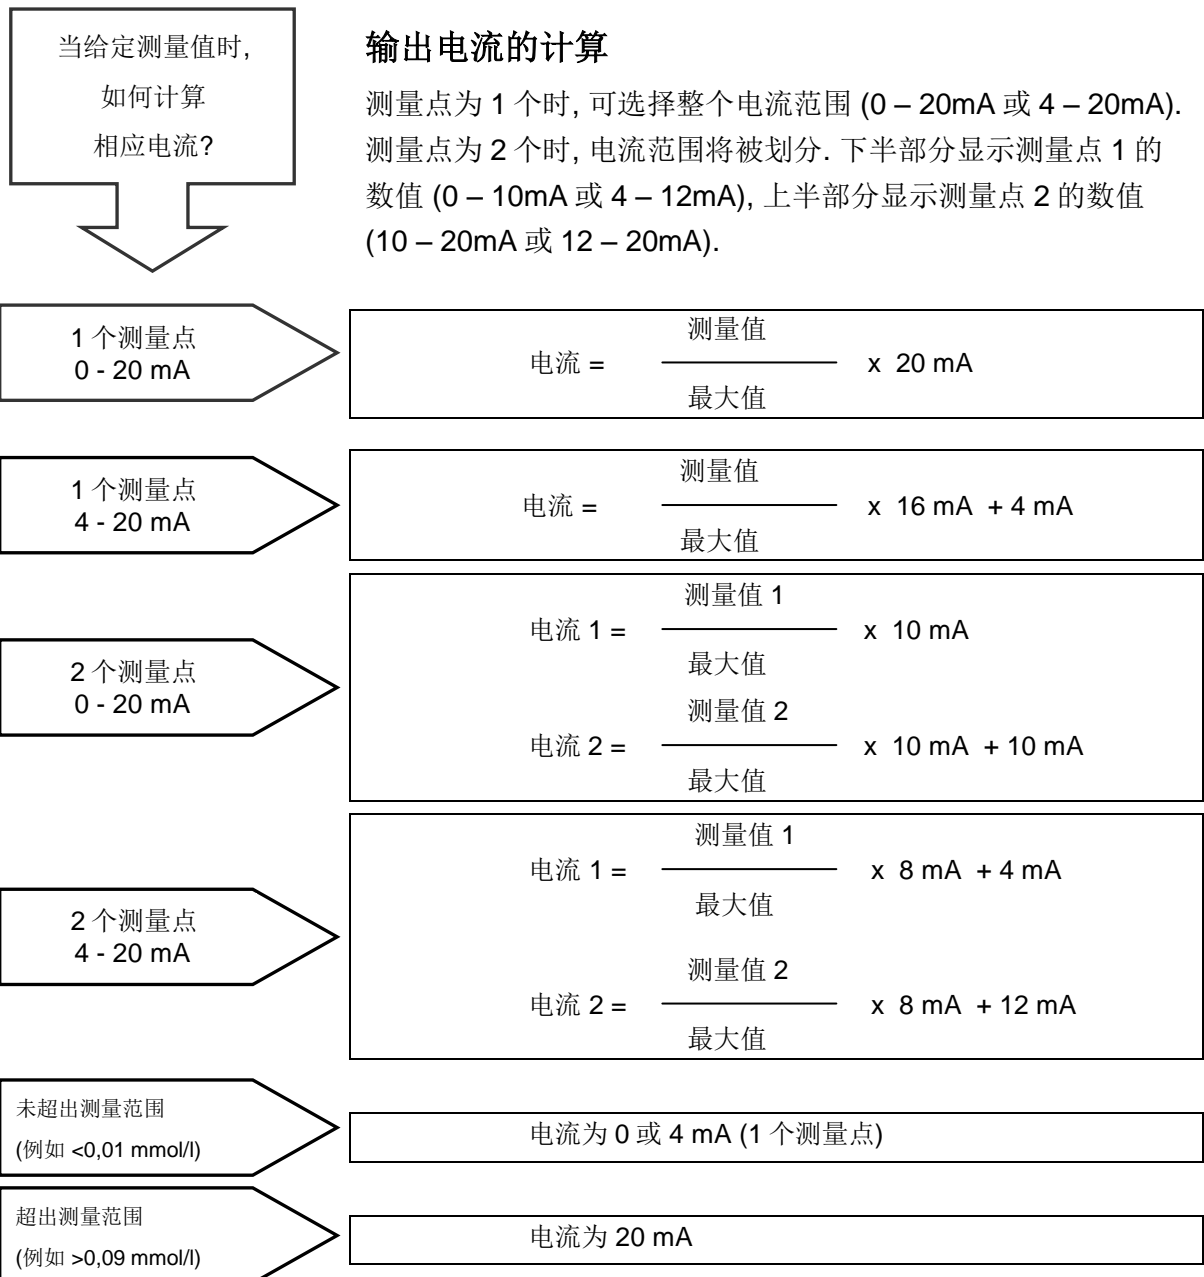 当给定测量值时,
如何计算
相应电流?
输出电流的计算
测量点为 1 个时, 可选择整个电流范围 (0 – 20mA 或 4 – 20mA).
测量点为 2 个时, 电流范围将被划分. 下半部分显示测量点 1 的
数值 (0 – 10mA 或 4 – 12mA), 上半部分显示测量点 2 的数值
(10 – 20mA 或 12 – 20mA).
1 个测量点
0 - 20 mA
测量值
电流 = x 20 mA
最大值
1 个测量点
4 - 20 mA
测量值
电流 = x 16 mA + 4 mA
最大值
2 个测量点
0 - 20 mA
测量值 1
电流 1 = x 10 mA
最大值
测量值 2
电流 2 = x 10 mA + 10 mA
最大值
2 个测量点
4 - 20 mA
测量值 1
电流 1 = x 8 mA + 4 mA
最大值
测量值 2
电流 2 = x 8 mA + 12 mA
最大值
未超出测量范围
(例如 <0,01 mmol/l)
电流为 0 或 4 mA (1 个测量点)
超出测量范围
(例如 >0,09 mmol/l)
电流为 20 mA